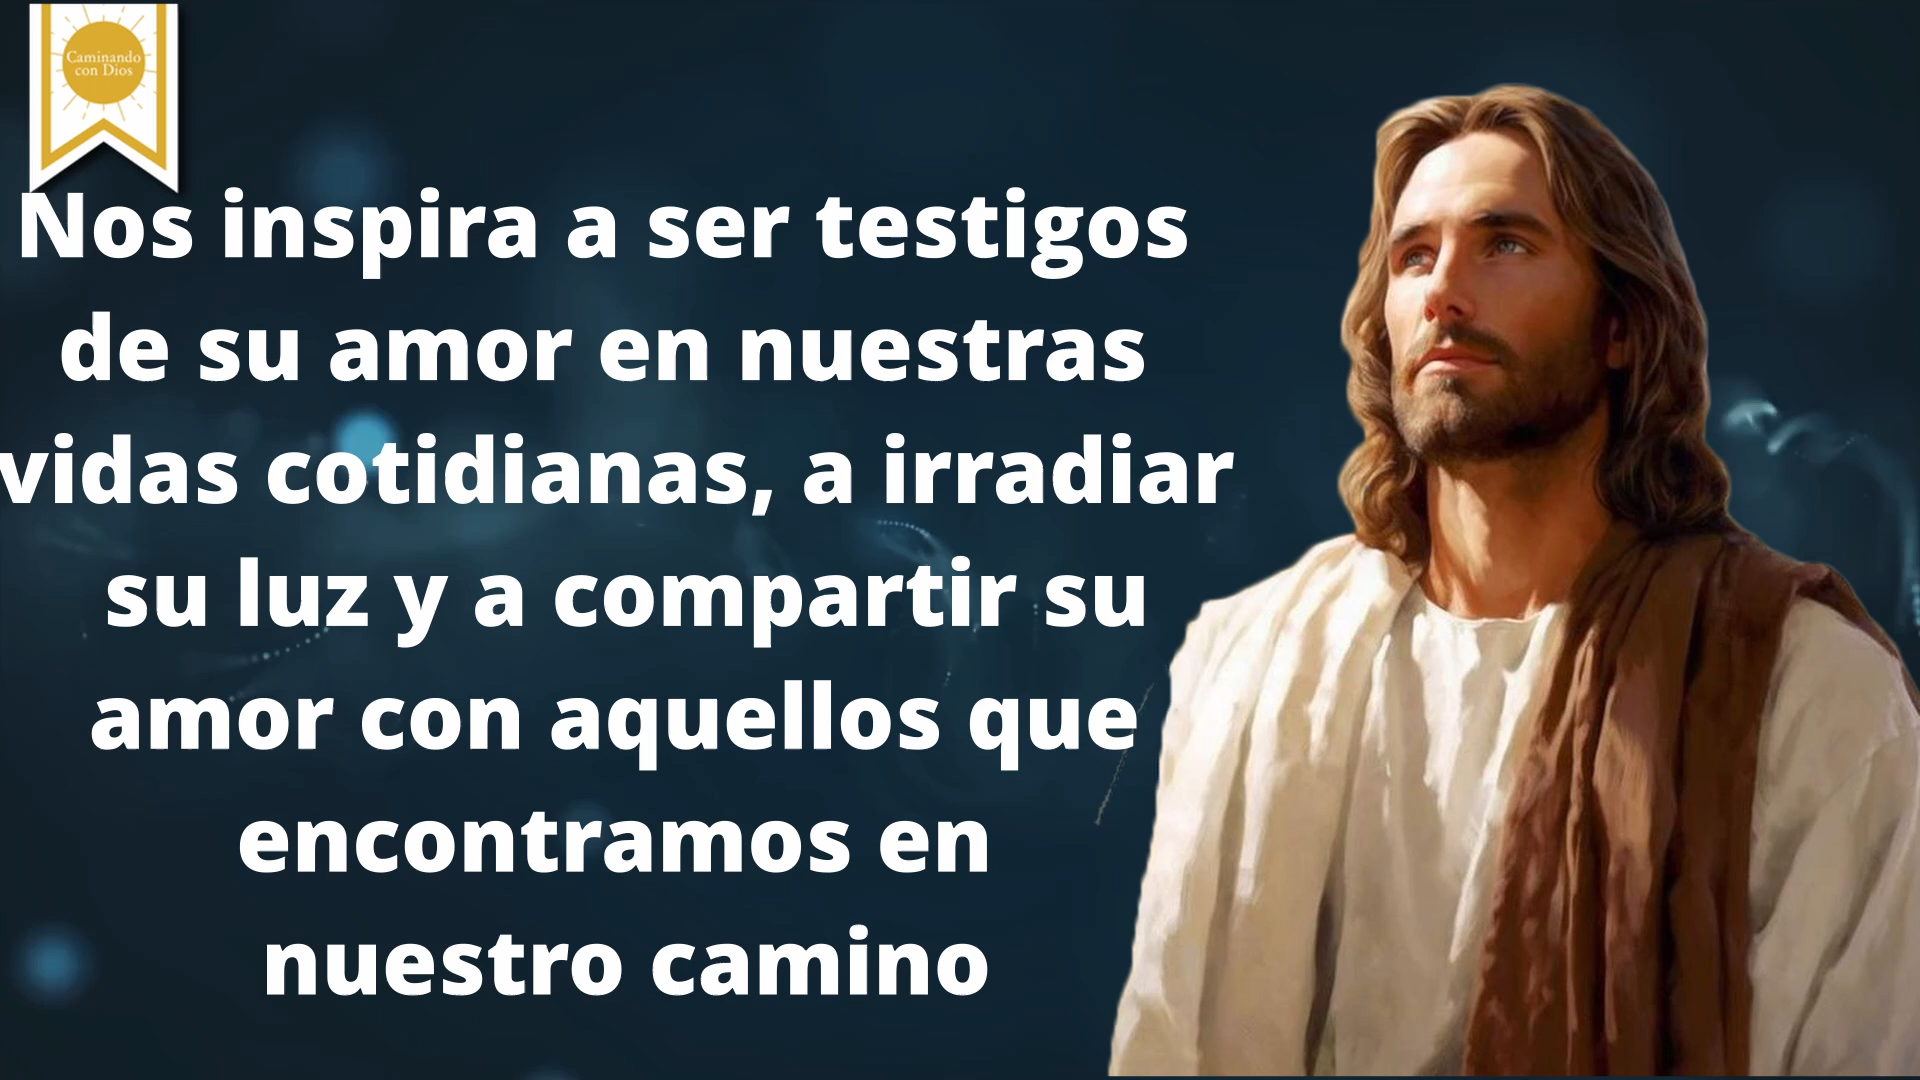 Caminando
con Dios
Nos inspira a ser testigos
de su amor en nuestras
vidas cotidianas, a irradiar
su luz y a compartir su
amor con aquellos que
encontramos en
nuestro camino